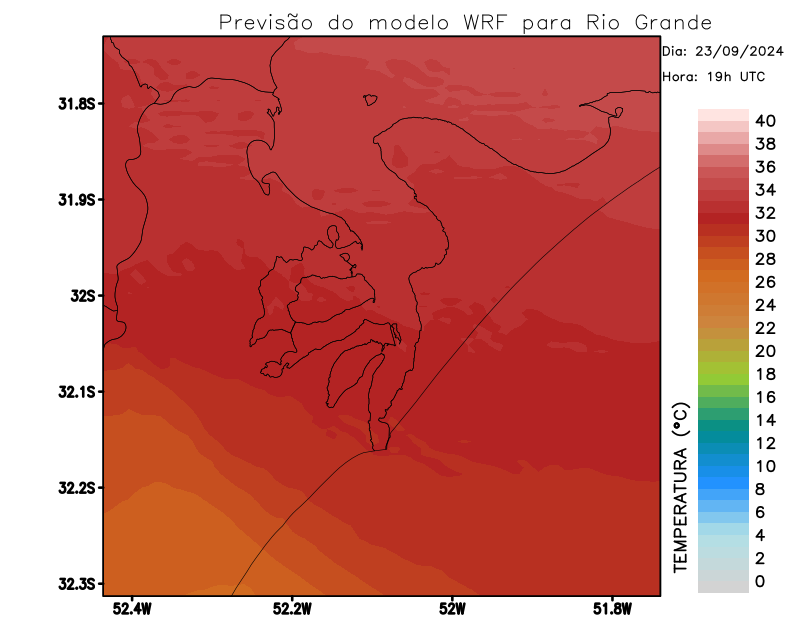 Previsão do modelo WRF para Rio Grande
Dia: 23/09/2024
Hora: 19h UTC
31.8S
31.9S
32S
32.1S
32.2S
32.3S
52.4W
52.2W
52W
51.8W
TEMPERATURA (°C)
40
38
36
34
32
30
28
26
24
22
20
18
16
14
12
10
8
6
4
2
0